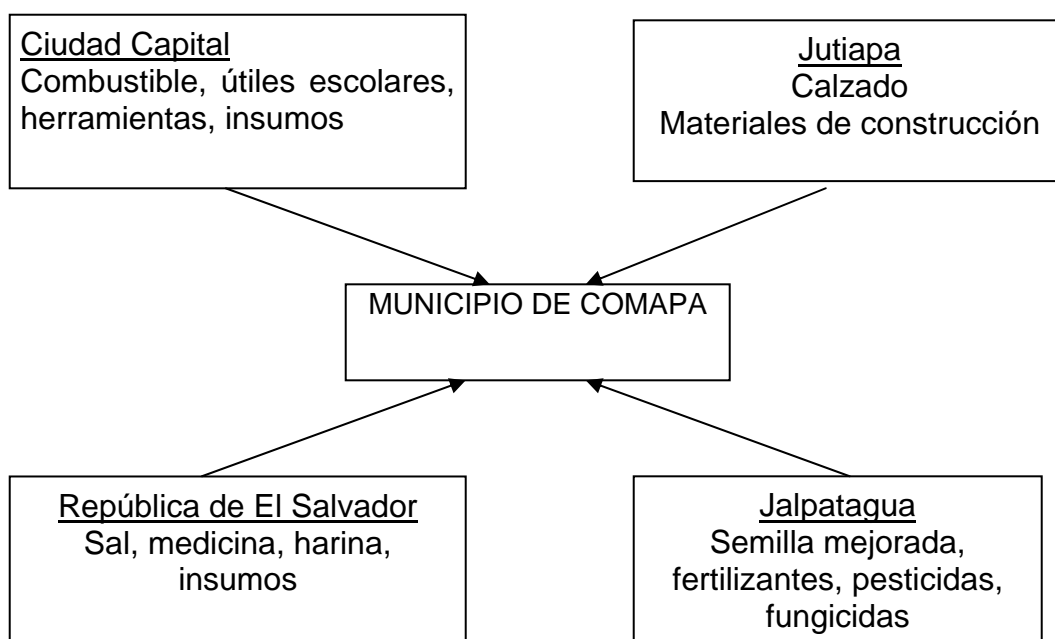 Ciudad Capital
Combustible, útiles escolares,
herramientas, insumos
Jutiapa
Calzado
Materiales de construcción
MUNICIPIO DE COMAPA
República de El Salvador
Sal, medicina, harina,
insumos
Jalpatagua
Semilla mejorada,
fertilizantes, pesticidas,
fungicidas